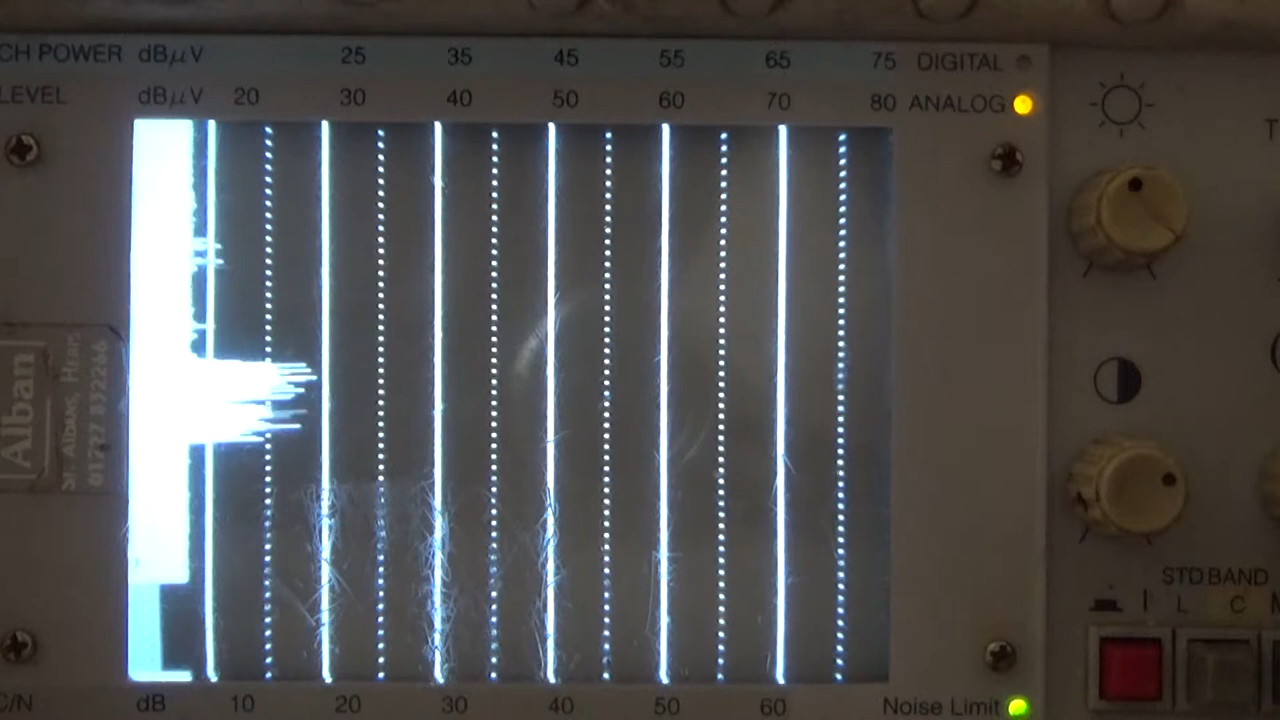 CH POWER dBμV 25 35 45 55 65 75 DIGITAL
LEVEL dBμV 20 30 40 50 60 70 80 ANALOG
Alban
St. Albans, Herts
01727 832266
STD BAND
L C
C/N dB 10 20 30 40 50 60 Noise Limit